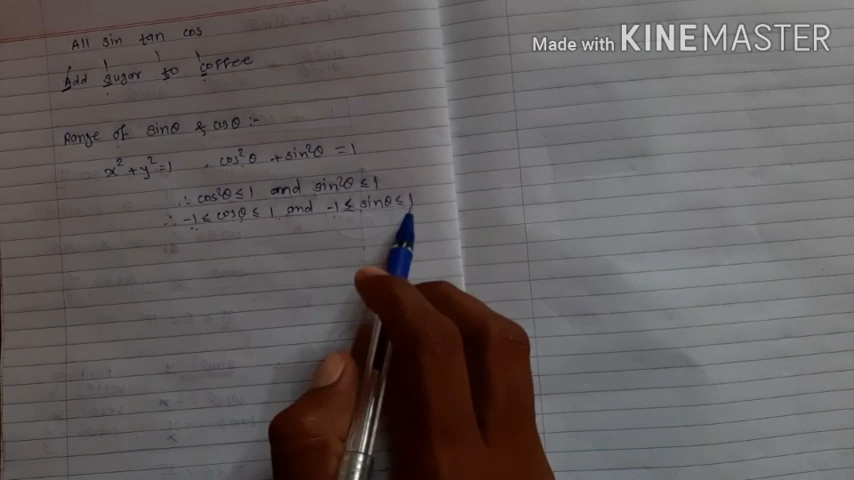 All sin tan cos
Add sugar to coffee
Range of sinθ & cosθ :-
x²+y²=1 . cos²θ + sin²θ = 1
∴ cos²θ ≤ 1 and sin²θ ≤ 1
∴ -1 ≤ cosθ ≤ 1 and -1 ≤ sinθ ≤ 1
Made with KINEMASTER